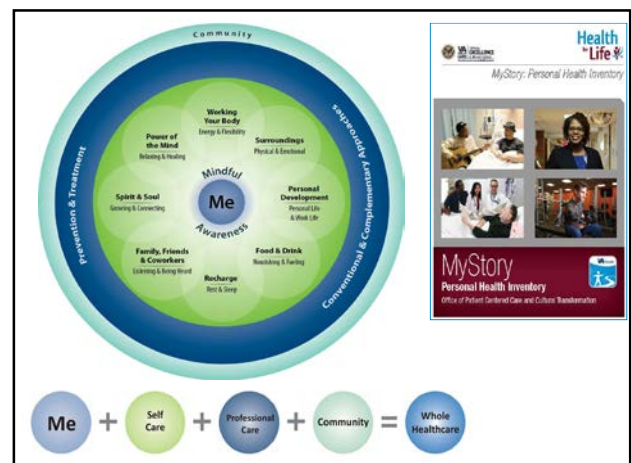 Community
Prevention & Treatment
Conventional & Complementary Approaches
Working
Your Body
Energy & Flexibility
Surroundings
Physical & Emotional
Personal
Development
Personal Life
& Work Life
Food & Drink
Nourishing & Fueling
Recharge
Rest & Sleep
Family, Friends
& Coworkers
Listening & Being Heard
Spirit & Soul
Growing & Connecting
Power of
the Mind
Relaxing & Healing
Mindful
Me
Awareness
Me + Self Care + Professional Care + Community = Whole Healthcare
VA
EXCELLENCE
Health
for Life
MyStory: Personal Health Inventory
MyStory
Personal Health Inventory
Office of Patient Centered Care and Culture Transformation